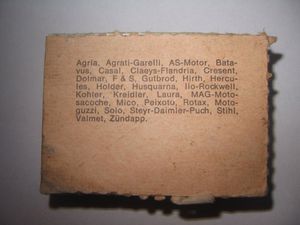 Agria, Agrati-Garelli, AS-Motor, Bata-
vus, Casal, Claeys-Flandria, Cresent,
Dolmar, F & S, Gutbrod, Hirth, Hercu-
les, Holder, Husquarna, Ilo-Rockwell,
Kohler, Kreidler, Laura, MAG-Moto-
sacoche, Mico, Peixoto, Rotax, Moto-
guzzi, Solo, Steyr-Daimler-Puch, Stihl,
Valmet, Zündapp.